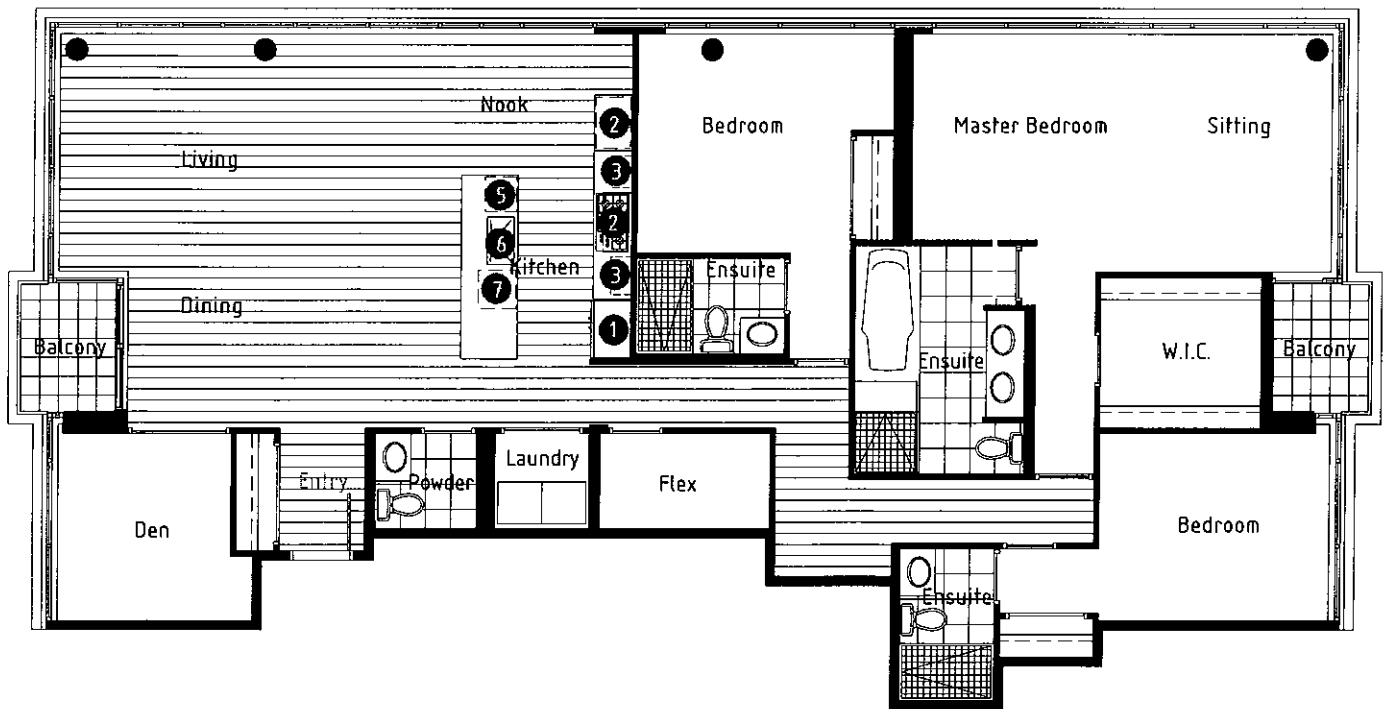 Nook
2
Bedroom
Master Bedroom
Sitting
Living
3
5
2
6
Kitchen
3
Ensuite
7
Dining
1
Balcony
Ensuite
W.I.C.
Balcony
Laundry
Entry
Powder
Flex
Den
Bedroom
Ensuite